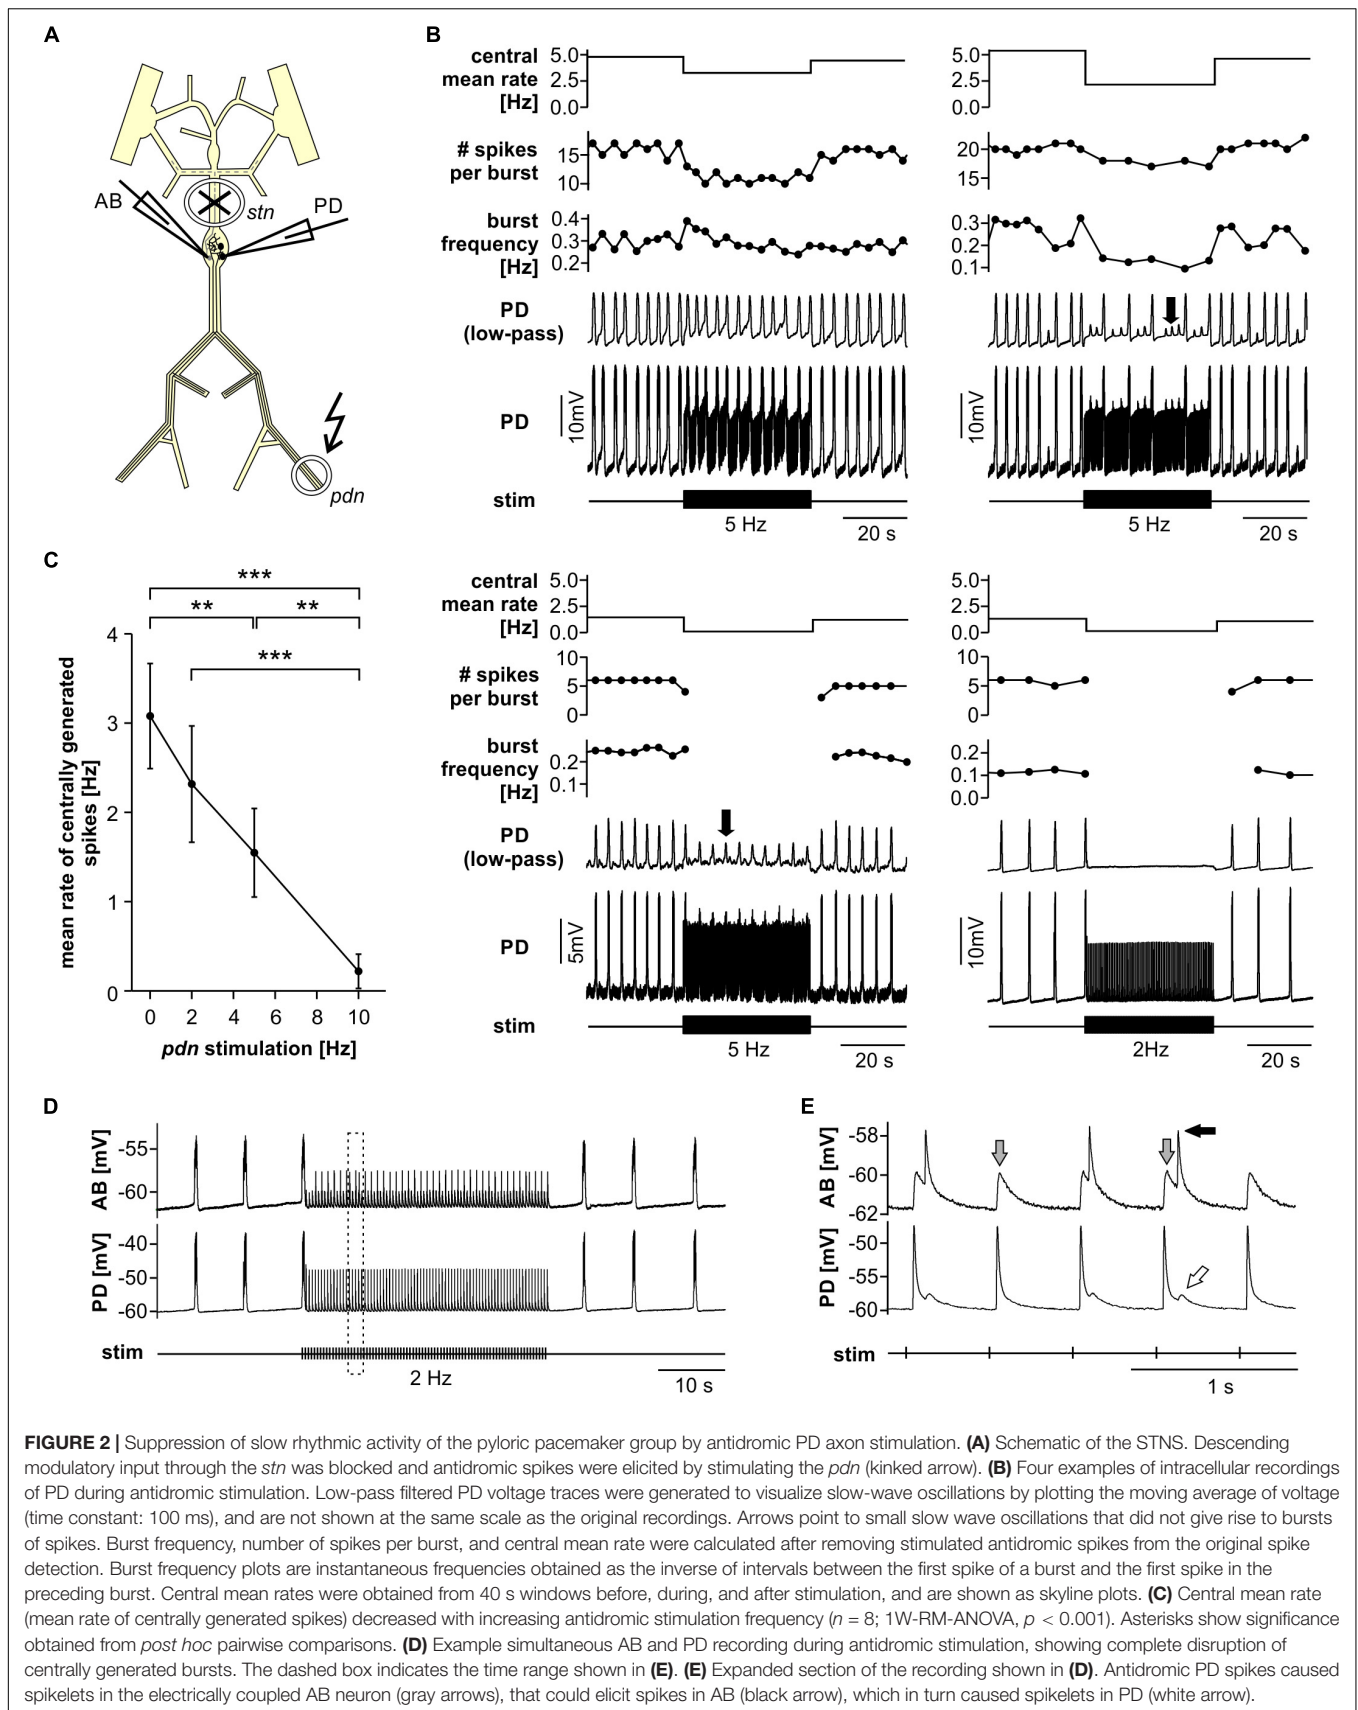 A
AB
PD
stn
pdn
B
central
mean rate
[Hz]
5.0
2.5
0.0
5.0
2.5
0.0
# spikes
per burst
15
10
20
15
burst
frequency
[Hz]
0.4
0.3
0.2
0.3
0.2
0.1
PD
(low-pass)
PD
10mV
10mV
stim
5 Hz
20 s
5 Hz
20 s
central
mean rate
[Hz]
5.0
2.5
0.0
5.0
2.5
0.0
# spikes
per burst
10
5
0
10
5
0
burst
frequency
[Hz]
0.2
0.1
0.2
0.1
0.0
PD
(low-pass)
PD
5mV
10mV
stim
5 Hz
20 s
2Hz
20 s
C
***
**
**
***
mean rate of centrally generated
spikes [Hz]
4
3
2
1
0
0 2 4 6 8 10
pdn stimulation [Hz]
D
AB [mV]
-55
-60
PD [mV]
-40
-50
-60
stim
2 Hz
10 s
E
AB [mV]
-58
-60
-62
PD [mV]
-50
-55
-60
stim
1 s
FIGURE 2 | Suppression of slow rhythmic activity of the pyloric pacemaker group by antidromic PD axon stimulation. (A) Schematic of the STNS. Descending
modulatory input through the stn was blocked and antidromic spikes were elicited by stimulating the pdn (kinked arrow). (B) Four examples of intracellular recordings
of PD during antidromic stimulation. Low-pass filtered PD voltage traces were generated to visualize slow-wave oscillations by plotting the moving average of voltage
(time constant: 100 ms), and are not shown at the same scale as the original recordings. Arrows point to small slow wave oscillations that did not give rise to bursts
of spikes. Burst frequency, number of spikes per burst, and central mean rate were calculated after removing stimulated antidromic spikes from the original spike
detection. Burst frequency plots are instantaneous frequencies obtained as the inverse of intervals between the first spike of a burst and the first spike in the
preceding burst. Central mean rates were obtained from 40 s windows before, during, and after stimulation, and are shown as skyline plots. (C) Central mean rate
(mean rate of centrally generated spikes) decreased with increasing antidromic stimulation frequency (n = 8; 1W-RM-ANOVA, p < 0.001). Asterisks show significance
obtained from post hoc pairwise comparisons. (D) Example simultaneous AB and PD recording during antidromic stimulation, showing complete disruption of
centrally generated bursts. The dashed box indicates the time range shown in (E). (E) Expanded section of the recording shown in (D). Antidromic PD spikes caused
spikelets in the electrically coupled AB neuron (gray arrows), that could elicit spikes in AB (black arrow), which in turn caused spikelets in PD (white arrow).